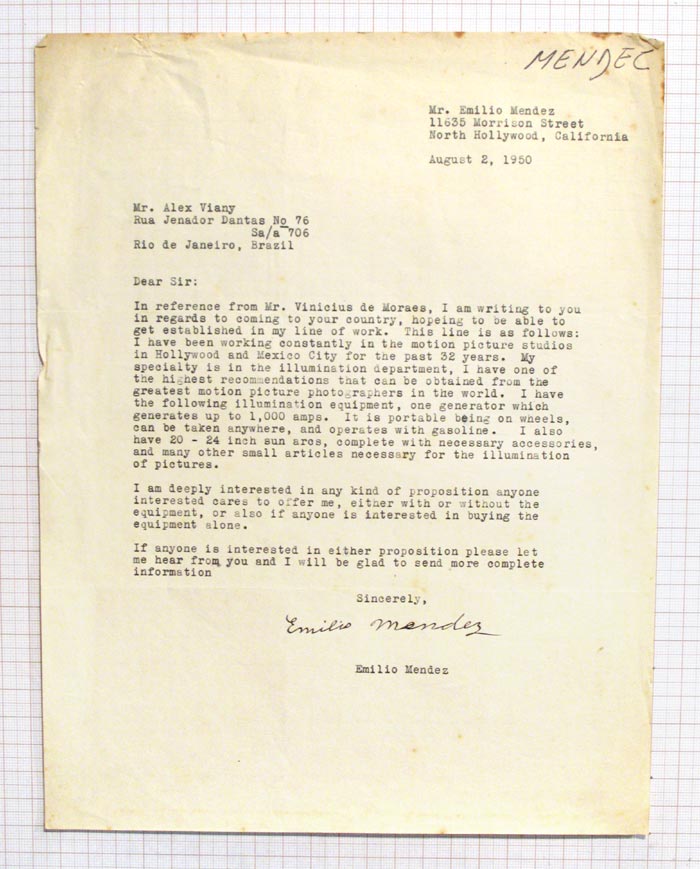 MENDEZ
Mr. Emilio Mendez
11635 Morrison Street
North Hollywood, California
August 2, 1950
Mr. Alex Viany
Rua Jenador Dantas No 76
Sa/a 706
Rio de Janeiro, Brazil
Dear Sir:
In reference from Mr. Vinicius de Moraes, I am writing to you
in regards to coming to your country, hopeing to be able to
get established in my line of work. This line is as follows:
I have been working constantly in the motion picture studios
in Hollywood and Mexico City for the past 32 years. My
specialty is in the illumination department, I have one of
the highest recommendations that can be obtained from the
greatest motion picture photographers in the world. I have
the following illumination equipment, one generator which
generates up to 1,000 amps. It is portable being on wheels,
can be taken anywhere, and operates with gasoline. I also
have 20 - 24 inch sun arcs, complete with necessary accessories,
and many other small articles necessary for the illumination
of pictures.
I am deeply interested in any kind of proposition anyone
interested cares to offer me, either with or without the
equipment, or also if anyone is interested in buying the
equipment alone.
If anyone is interested in either proposition please let
me hear from you and I will be glad to send more complete
information
Sincerely,
Emilio Mendez
Emilio Mendez